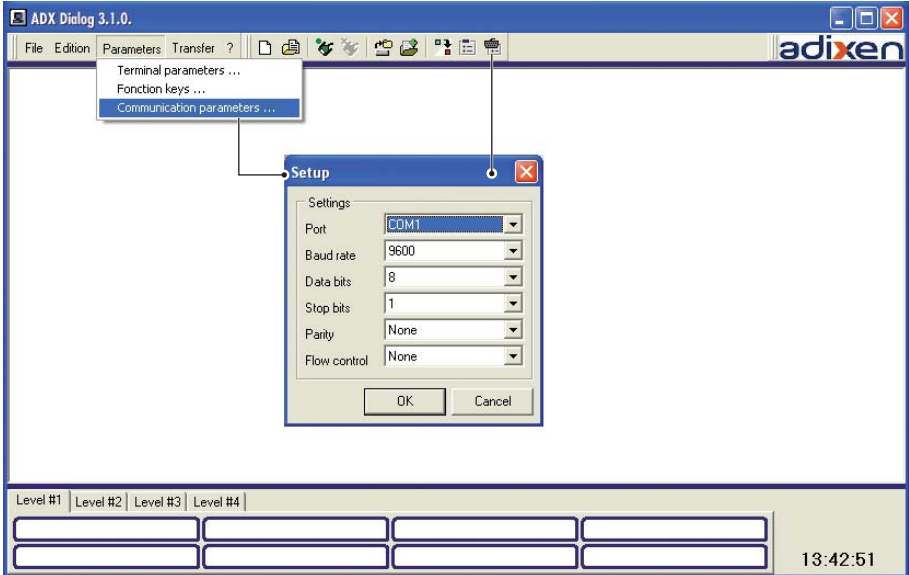 ADX Dialog 3.1.0.
File Edition Parameters Transfer ?
adixen
Terminal parameters ...
Fonction keys ...
Communication parameters ...
Setup
Settings
Port COM1
Baud rate 9600
Data bits 8
Stop bits 1
Parity None
Flow control None
OK Cancel
Level #1 Level #2 Level #3 Level #4
13:42:51